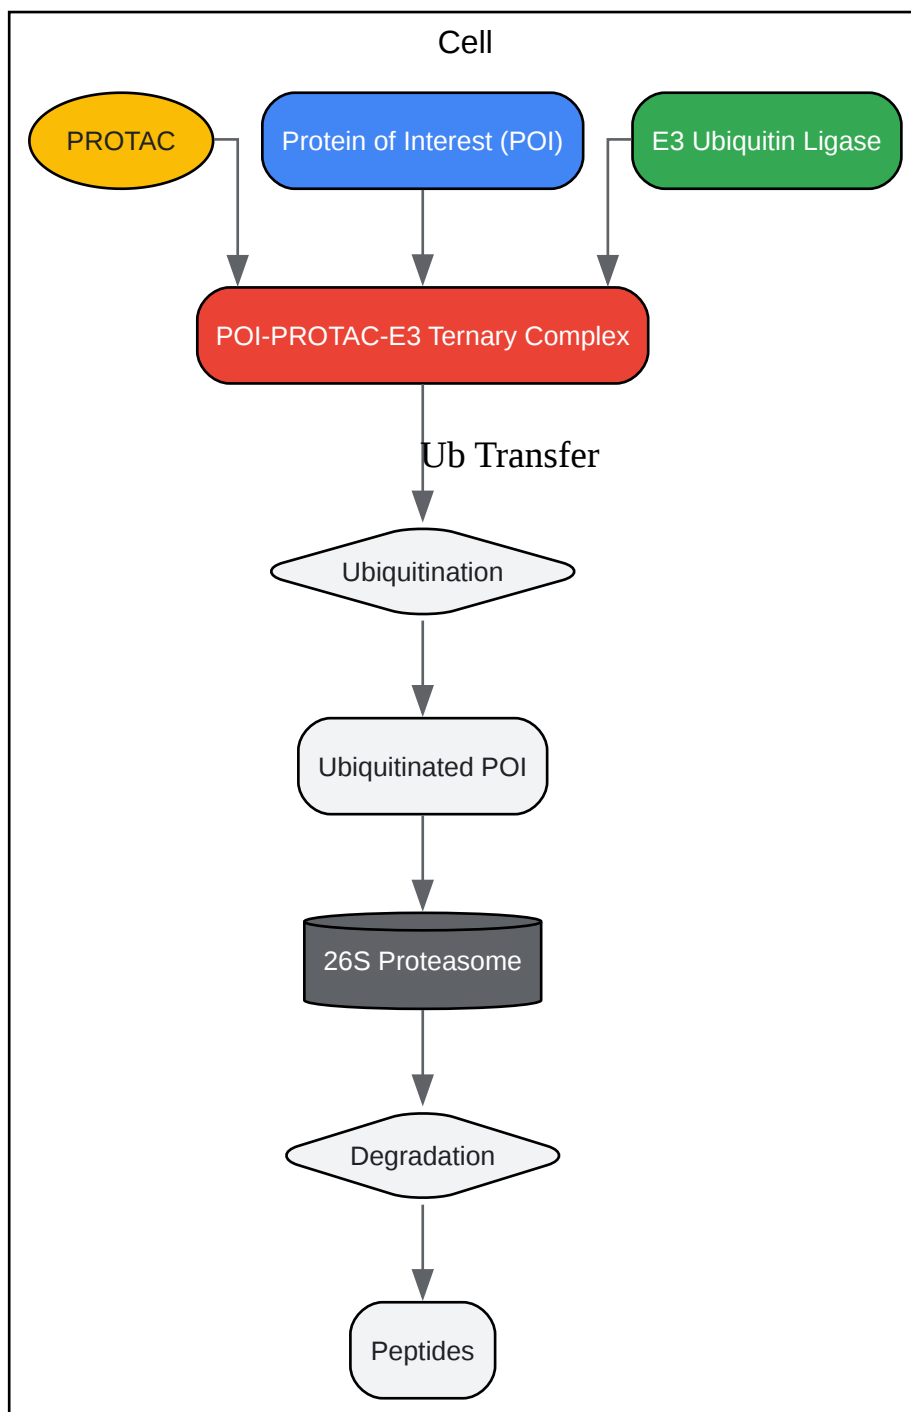 Cell
PROTAC
Protein of Interest (POI)
E3 Ubiquitin Ligase
POI-PROTAC-E3 Ternary Complex
Ub Transfer
Ubiquitination
Ubiquitinated POI
26S Proteasome
Degradation
Peptides